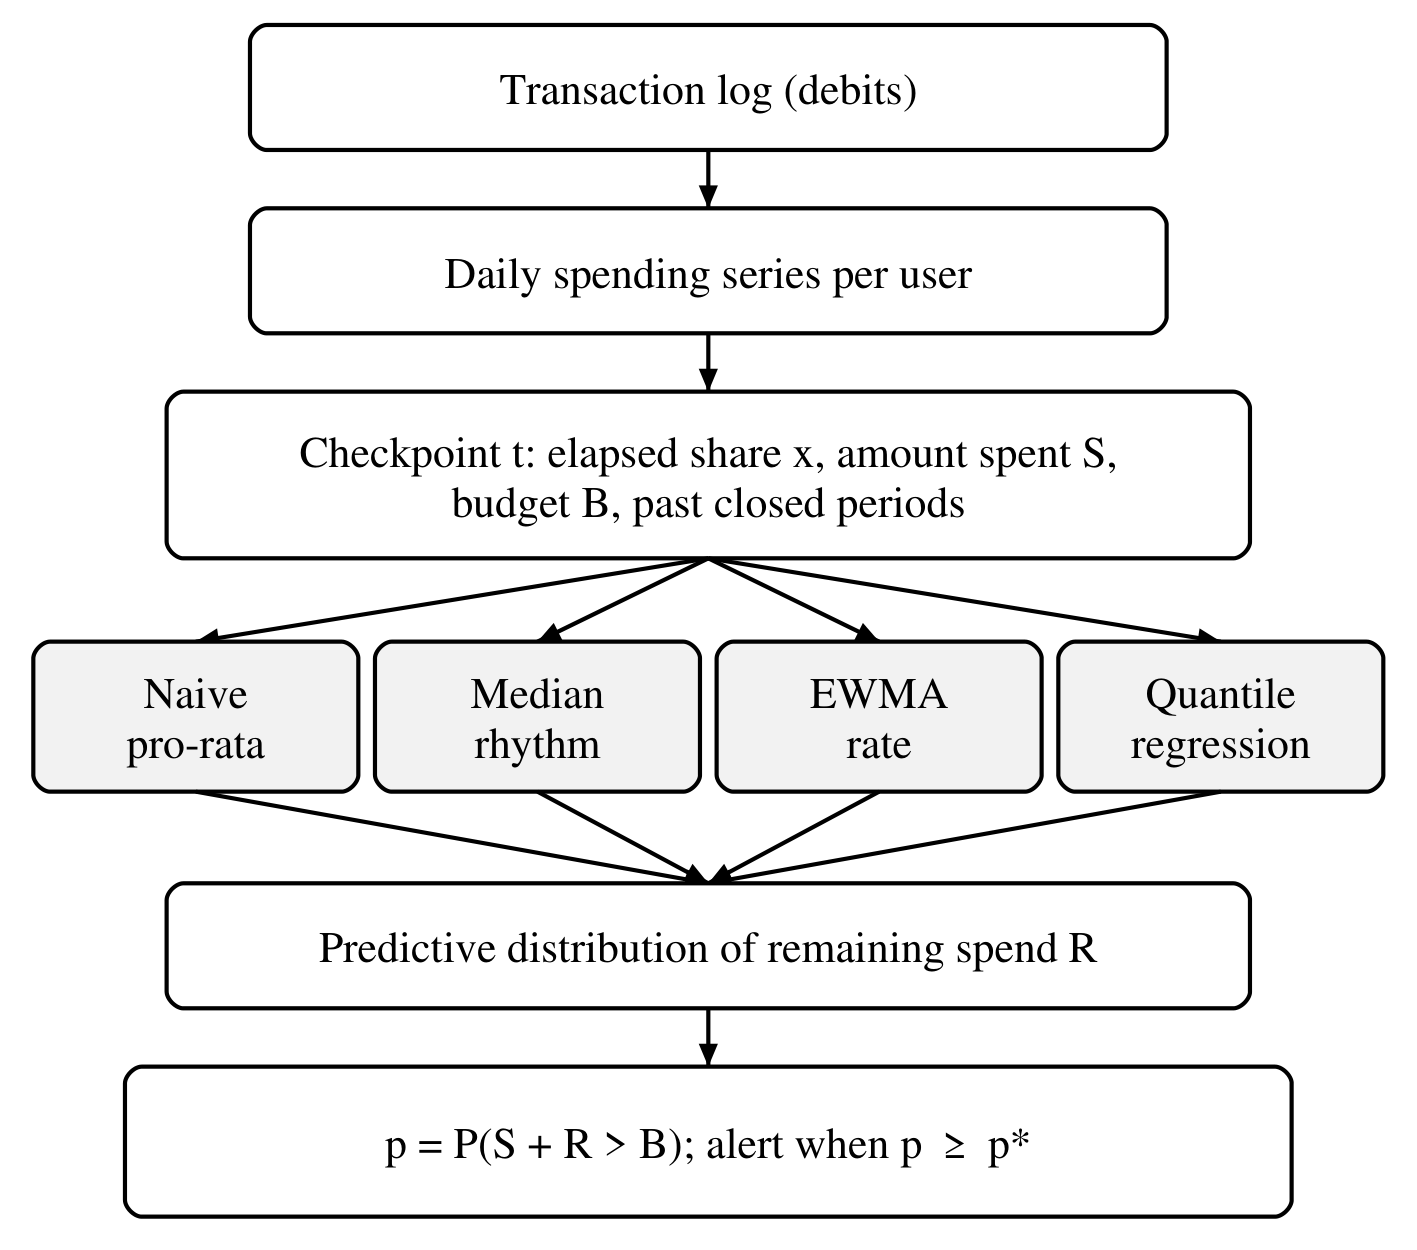 Transaction log (debits)
Daily spending series per user
Checkpoint t: elapsed share x, amount spent S,
budget B, past closed periods
Naive
pro-rata
Median
rhythm
EWMA
rate
Quantile
regression
Predictive distribution of remaining spend R
p = P(S + R > B); alert when p ≥ p*